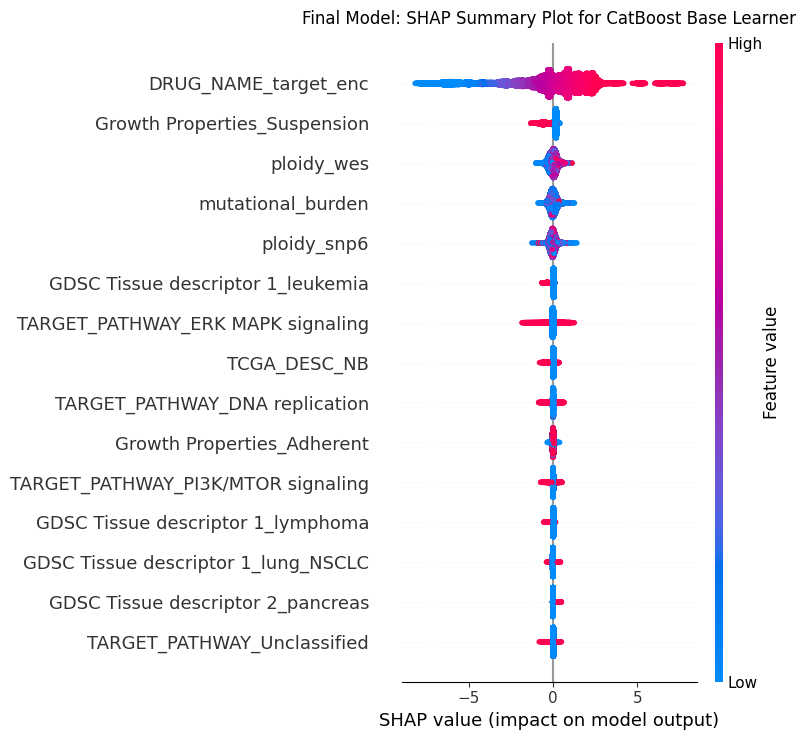 Final Model: SHAP Summary Plot for CatBoost Base Learner
High
DRUG_NAME_target_enc
Growth Properties_Suspension
ploidy_wes
mutational_burden
ploidy_snp6
GDSC Tissue descriptor 1_leukemia
TARGET_PATHWAY_ERK MAPK signaling
TCGA_DESC_NB
TARGET_PATHWAY_DNA replication
Growth Properties_Adherent
TARGET_PATHWAY_PI3K/MTOR signaling
GDSC Tissue descriptor 1_lymphoma
GDSC Tissue descriptor 1_lung_NSCLC
GDSC Tissue descriptor 2_pancreas
TARGET_PATHWAY_Unclassified
Feature value
Low
−5 0 5
SHAP value (impact on model output)